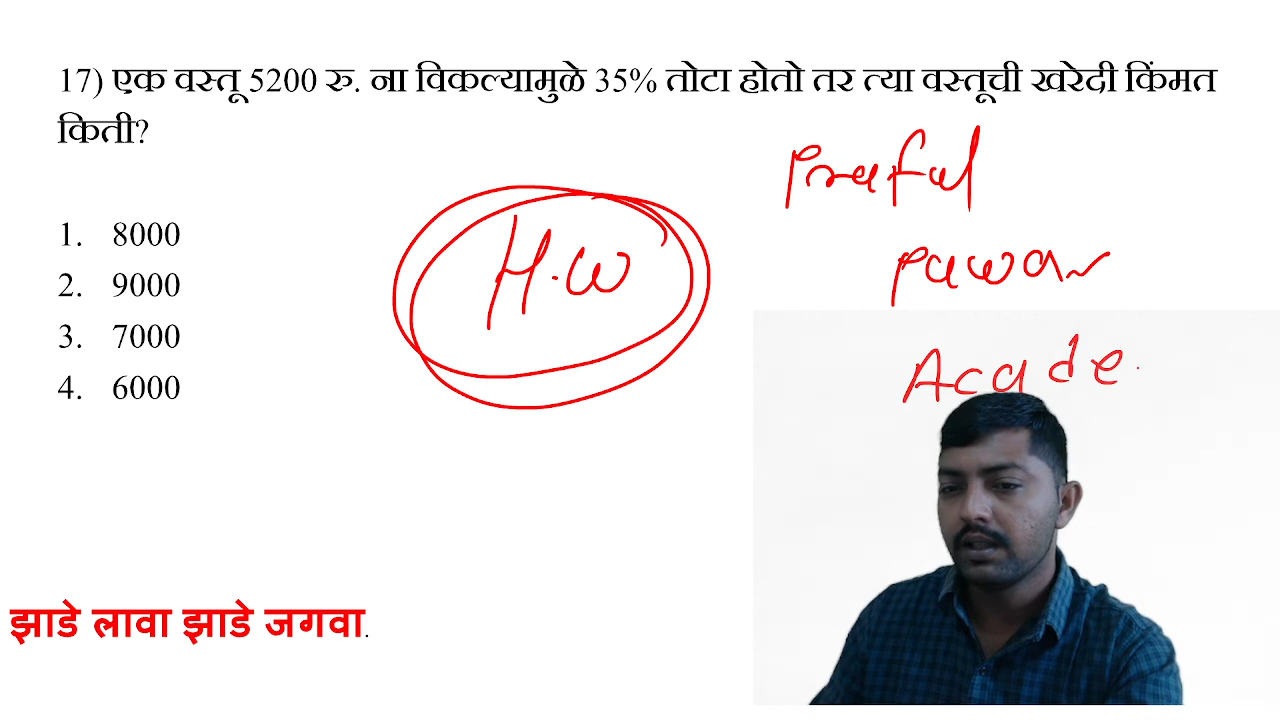 17) एक वस्तू 5200 रु. ना विकल्यामुळे 35% तोटा होतो तर त्या वस्तूची खरेदी किंमत
किती?
Praful
Pawar
Acade.
H.W
1. 8000
2. 9000
3. 7000
4. 6000
झाडे लावा झाडे जगवा.